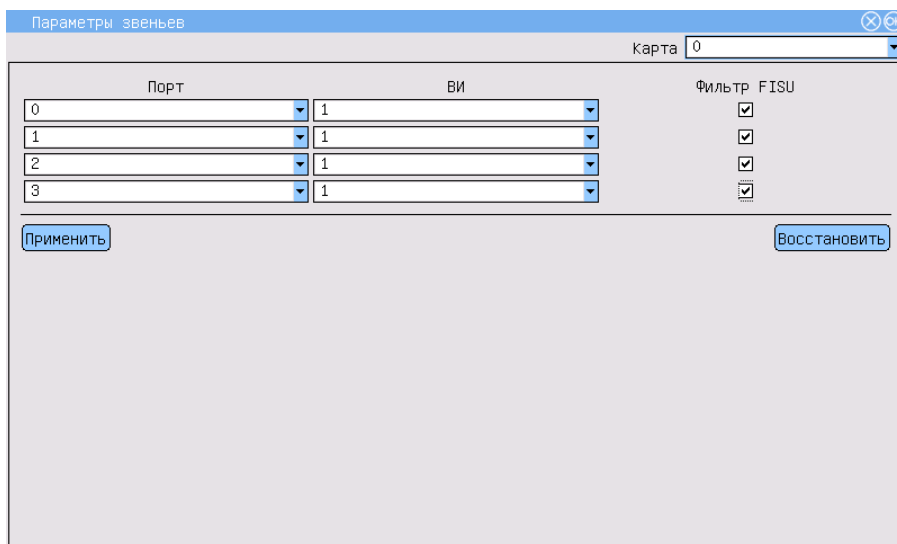 Параметры звеньев
Карта 0
Порт ВИ Фильтр FISU
0 1
1 1
2 1
3 1
Применить Восстановить